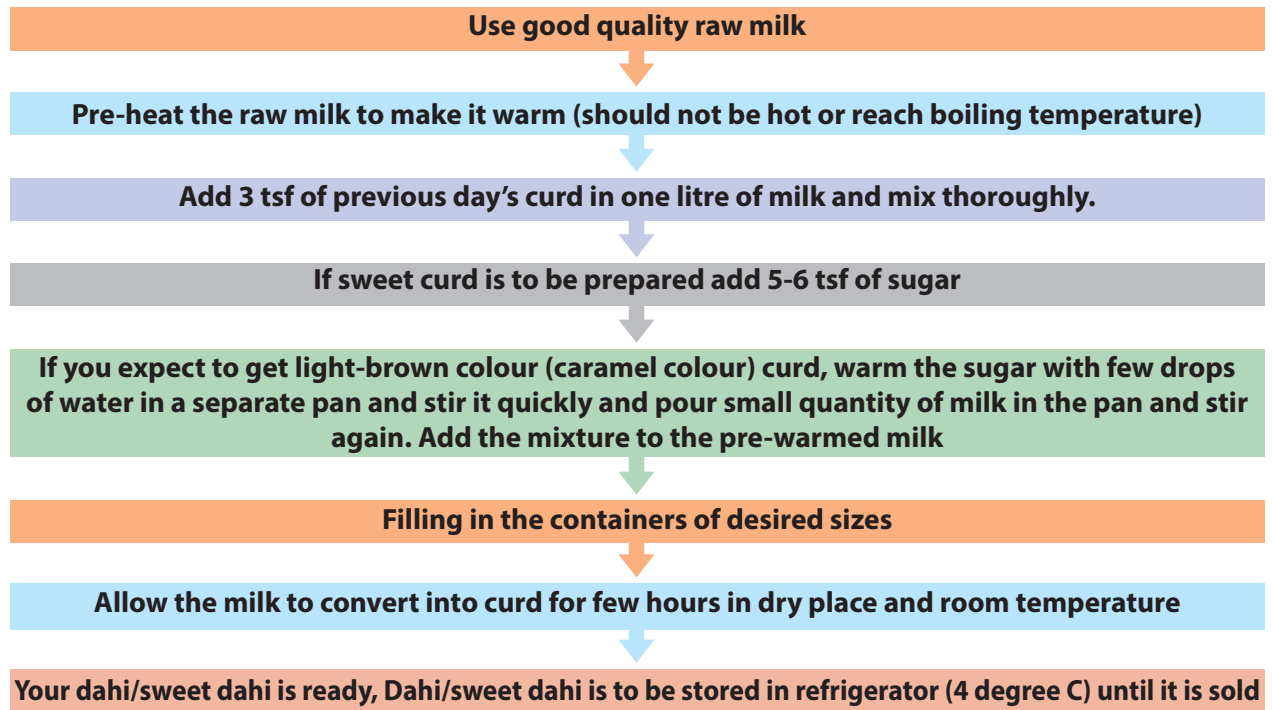 Use good quality raw milk
Pre-heat the raw milk to make it warm (should not be hot or reach boiling temperature)
Add 3 tsf of previous day's curd in one litre of milk and mix thoroughly.
If sweet curd is to be prepared add 5-6 tsf of sugar
If you expect to get light-brown colour (caramel colour) curd, warm the sugar with few drops
of water in a separate pan and stir it quickly and pour small quantity of milk in the pan and stir
again. Add the mixture to the pre-warmed milk
Filling in the containers of desired sizes
Allow the milk to convert into curd for few hours in dry place and room temperature
Your dahi/sweet dahi is ready, Dahi/sweet dahi is to be stored in refrigerator (4 degree C) until it is sold